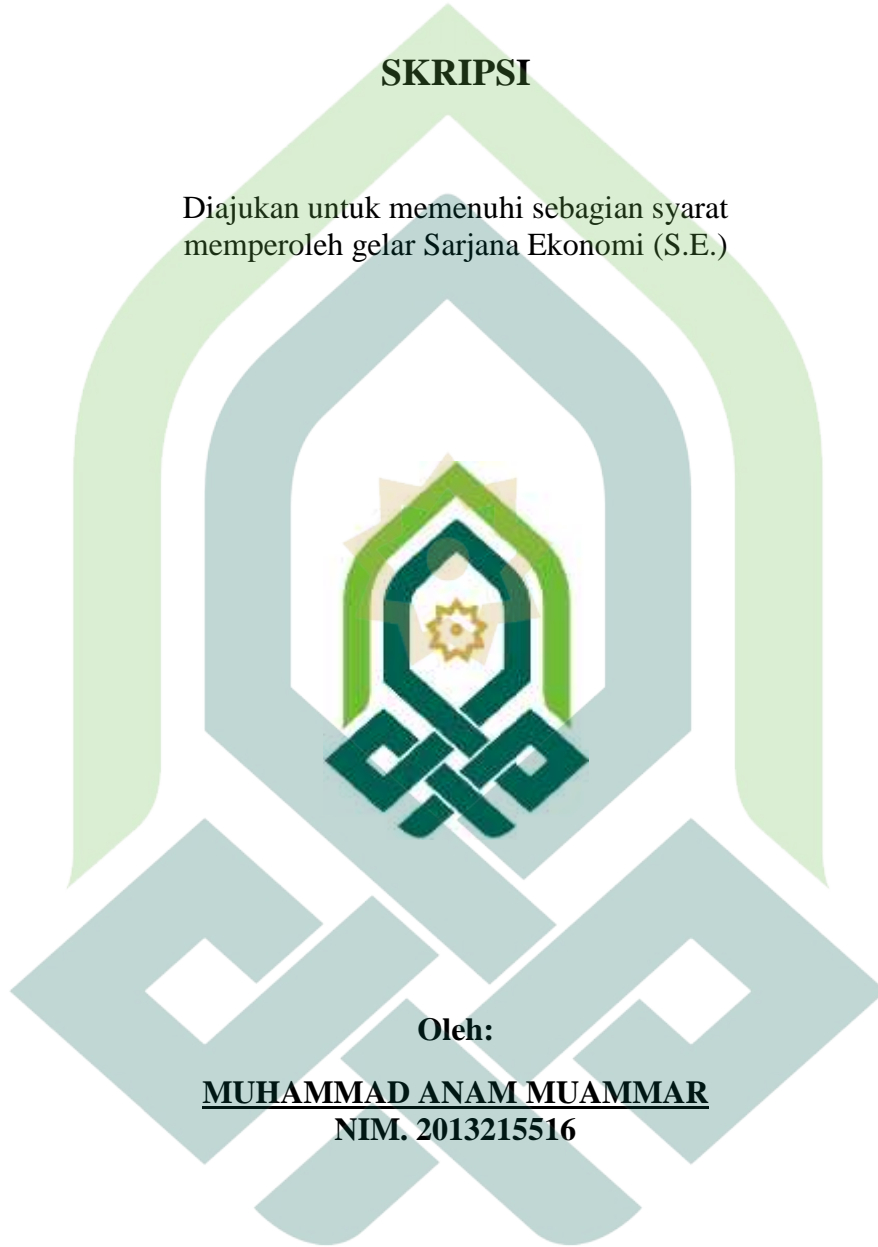 SKRIPSI
Diajukan untuk memenuhi sebagian syarat
memperoleh gelar Sarjana Ekonomi (S.E.)
Oleh:
MUHAMMAD ANAM MUAMMAR
NIM. 2013215516